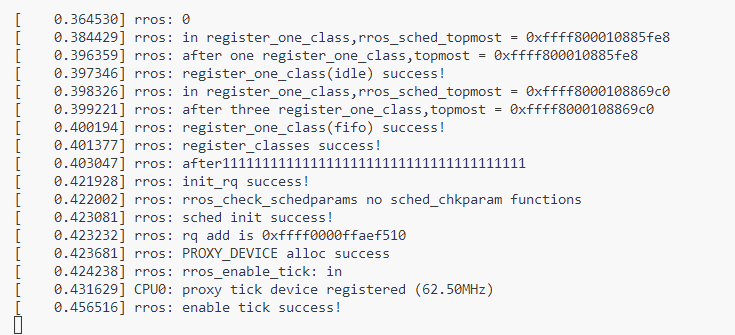 [    0.364530] rros: 0
[    0.384429] rros: in register_one_class,rros_sched_topmost = 0xffff800010885fe8
[    0.396359] rros: after one register_one_class,topmost = 0xffff800010885fe8
[    0.397346] rros: register_one_class(idle) success!
[    0.398326] rros: in register_one_class,rros_sched_topmost = 0xffff8000108869c0
[    0.399221] rros: after three register_one_class,topmost = 0xffff8000108869c0
[    0.400194] rros: register_one_class(fifo) success!
[    0.401377] rros: register_classes success!
[    0.403047] rros: after11111111111111111111111111111111111111
[    0.421928] rros: init_rq success!
[    0.422002] rros: rros_check_schedparams no sched_chkparam functions
[    0.423081] rros: sched init success!
[    0.423232] rros: rq add is 0xffff0000ffaef510
[    0.423681] rros: PROXY_DEVICE alloc success
[    0.424238] rros: rros_enable_tick: in
[    0.431629] CPU0: proxy tick device registered (62.50MHz)
[    0.456516] rros: enable tick success!